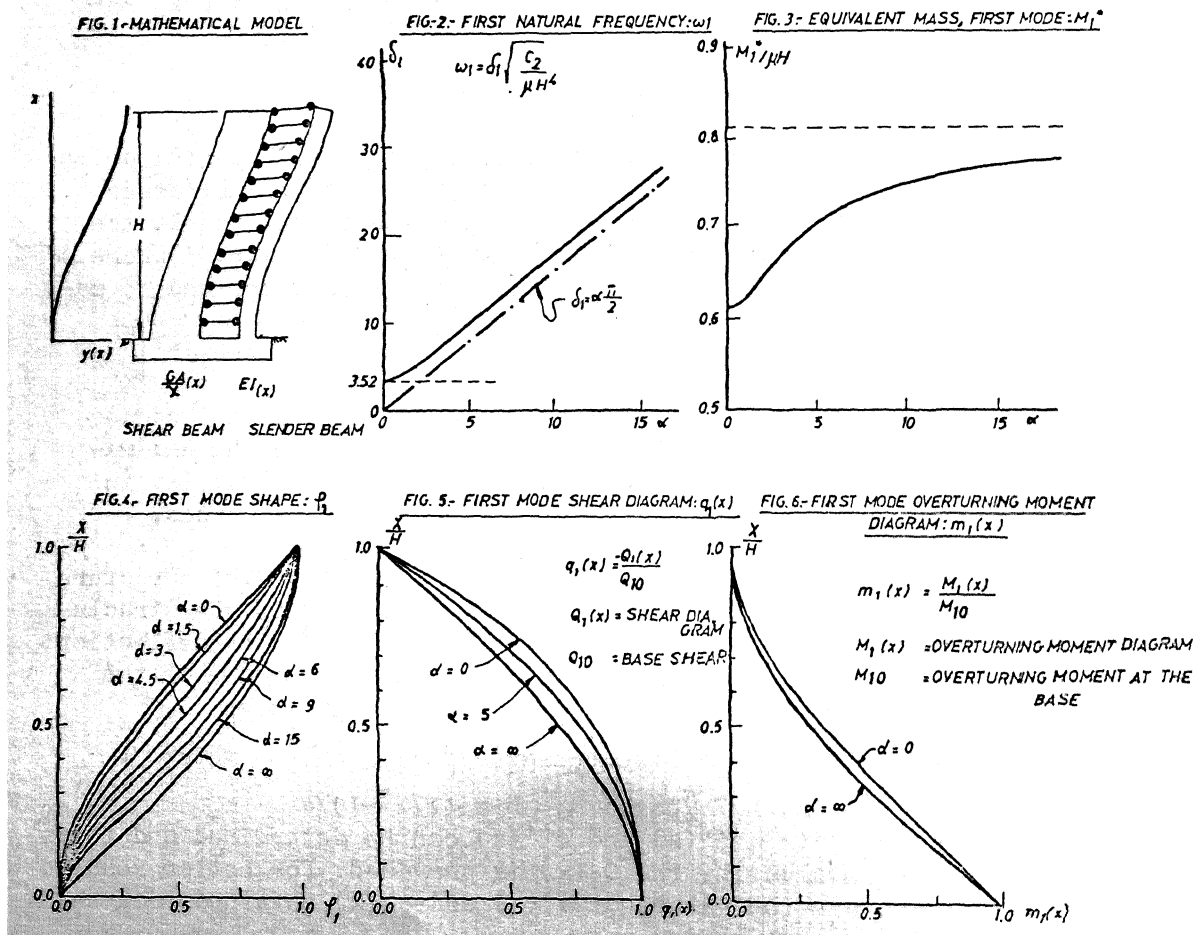 FIG. 1.-MATHEMATICAL MODEL
x
H
y(x)
GA/χ(x) EI(x)
SHEAR BEAM SLENDER BEAM
FIG-2.- FIRST NATURAL FREQUENCY:ω1
δ1
ω1=δ1√(C2/μH⁴)
40
30
20
10
3.52
0
δ1=απ/2
0 5 10 15 α
FIG. 3.- EQUIVALENT MASS, FIRST MODE:M1*
M1*/μH
0.9
0.8
0.7
0.6
0.5
0 5 10 15 α
FIG.4.- FIRST MODE SHAPE: φ1
X/H
1.0
α=0
α=1.5
α=3
α=4.5
α=6
α=9
α=15
α=∞
0.5
0.0
0.0 0.5 1.0
φ1
FIG. 5.- FIRST MODE SHEAR DIAGRAM:q1(x)
X/H
1.0
q1(x)=Q1(x)/Q10
Q1(x)=SHEAR DIA,
GRAM
Q10 =BASE SHEAR
α=0
α=5
α=∞
0.5
0.0
0.0 0.5 1.0 q1(x)
FIG.6.-FIRST MODE OVERTURNING MOMENT
DIAGRAM:m1(x)
X/H
1.0
m1(x) = M1(x)/M10
M1(x) =OVERTURNING MOMENT DIAGRAM
M10 =OVERTURNING MOMENT AT THE
BASE
0.5
α=0
α=∞
0.0
0.0 0.5 1.0 m1(x)